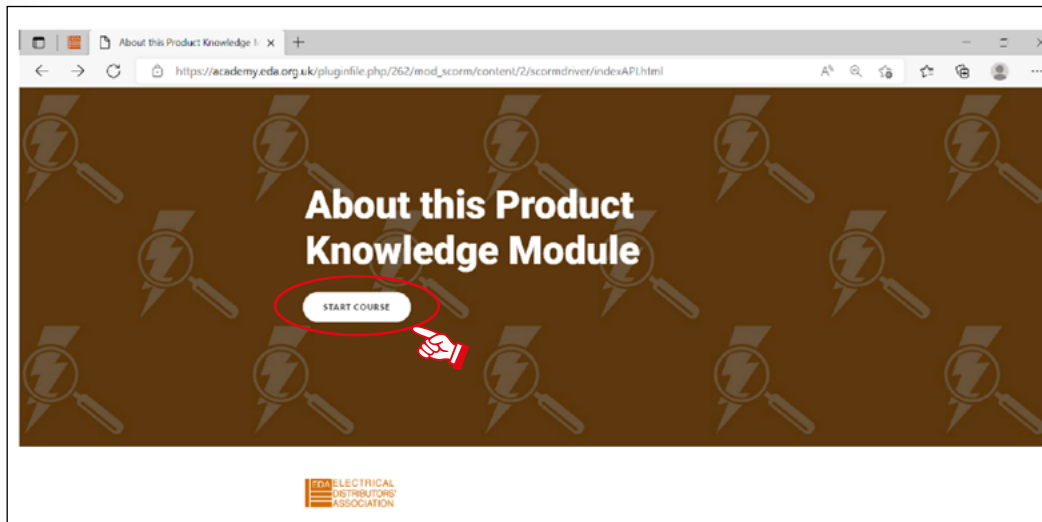 About this Product Knowledge M
https://academy.eda.org.uk/pluginfile.php/262/mod_scorm/content/2/scormdriver/indexAPI.html
About this Product
Knowledge Module
START COURSE
EDA ELECTRICAL
DISTRIBUTORS'
ASSOCIATION